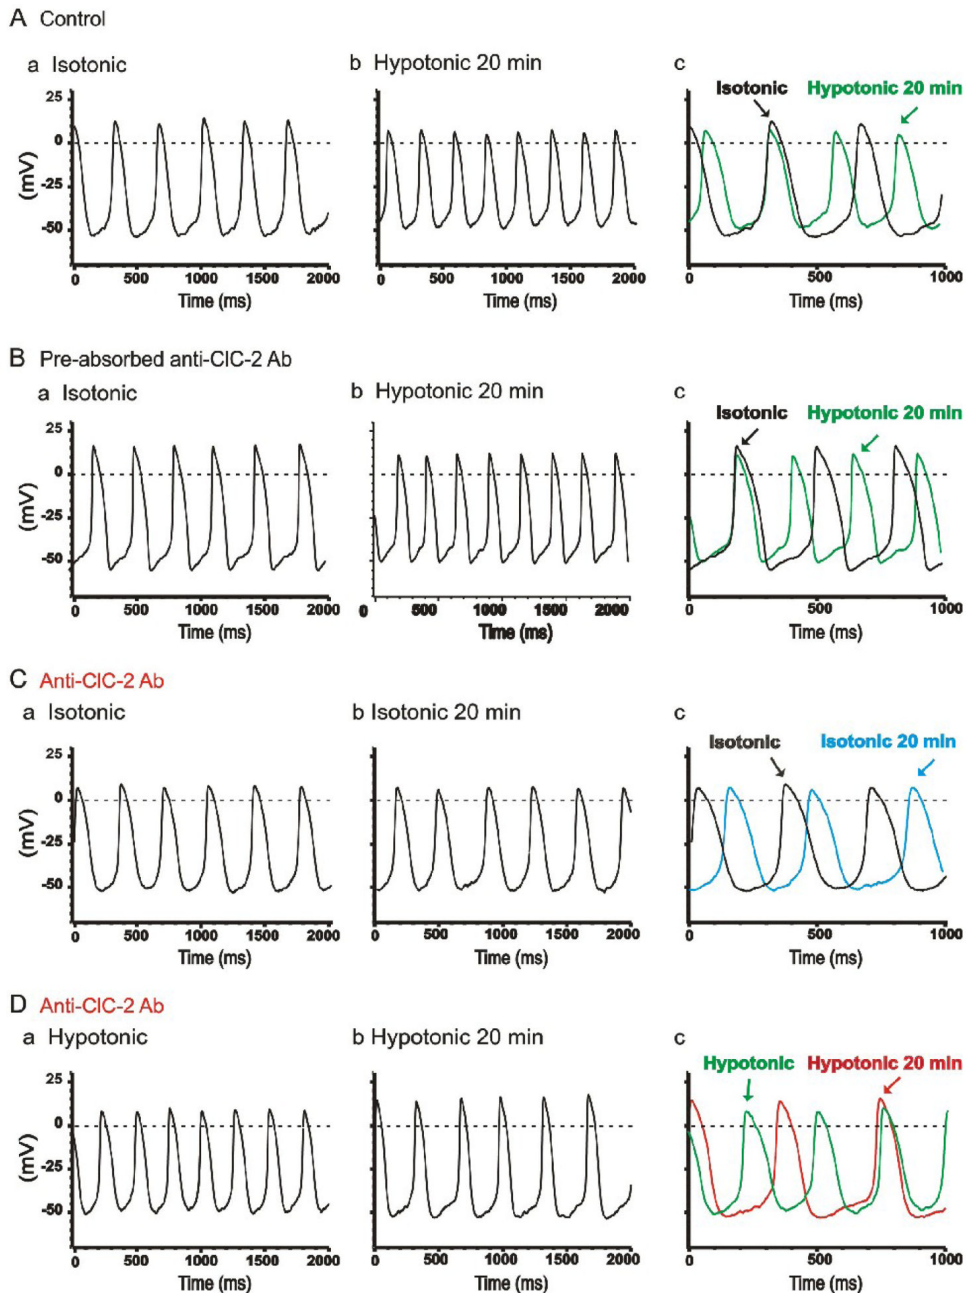 A Control
a Isotonic
b Hypotonic 20 min
c
Isotonic
Hypotonic 20 min
25
0
-25
-50
(mV)
0 500 1000 1500 2000
Time (ms)
0 500 1000 1500 2000
Time (ms)
0 500 1000
Time (ms)
B Pre-absorbed anti-ClC-2 Ab
a Isotonic
b Hypotonic 20 min
c
Isotonic
Hypotonic 20 min
25
0
-25
-50
(mV)
0 500 1000 1500 2000
Time (ms)
0 500 1000 1500 2000
Time (ms)
0 500 1000
Time (ms)
C Anti-ClC-2 Ab
a Isotonic
b Isotonic 20 min
c
Isotonic
Isotonic 20 min
25
0
-25
-50
(mV)
0 500 1000 1500 2000
Time (ms)
0 500 1000 1500 2000
Time (ms)
0 500 1000
Time (ms)
D Anti-ClC-2 Ab
a Hypotonic
b Hypotonic 20 min
c
Hypotonic
Hypotonic 20 min
25
0
-25
-50
(mV)
0 500 1000 1500 2000
Time (ms)
0 500 1000 1500 2000
Time (ms)
0 500 1000
Time (ms)